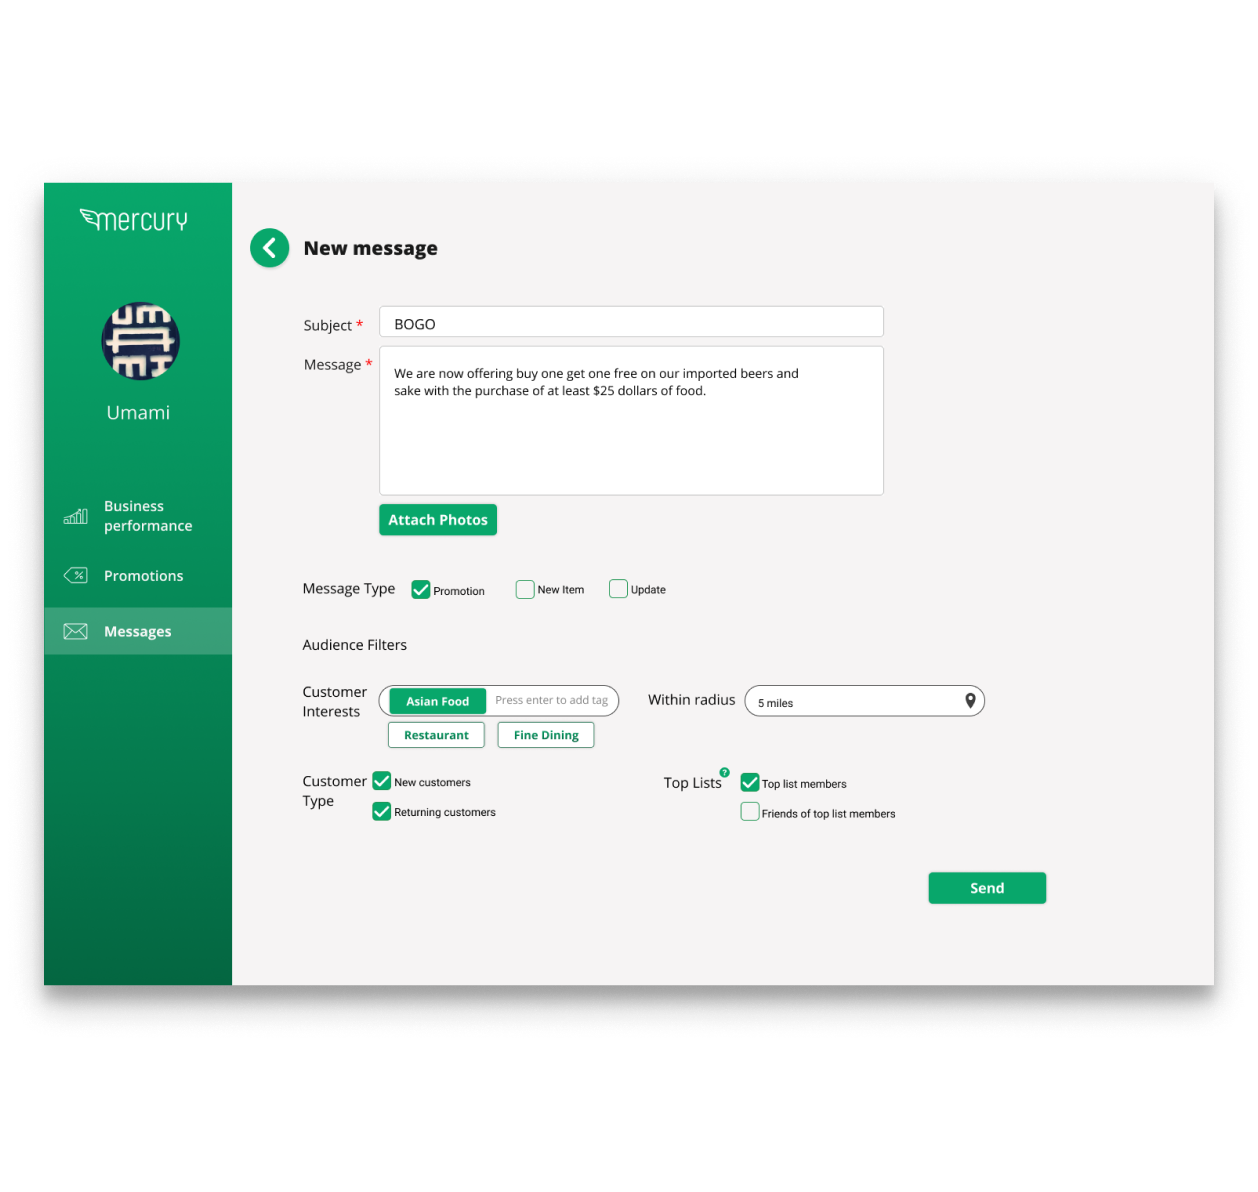 mercury
Umami
Business
performance
Promotions
Messages
New message
Subject *
BOGO
Message *
We are now offering buy one get one free on our imported beers and
sake with the purchase of at least $25 dollars of food.
Attach Photos
Message Type
Promotion
New Item
Update
Audience Filters
Customer
Interests
Asian Food
Press enter to add tag
Restaurant
Fine Dining
Within radius
5 miles
Customer
Type
New customers
Returning customers
Top Lists ?
Top list members
Friends of top list members
Send